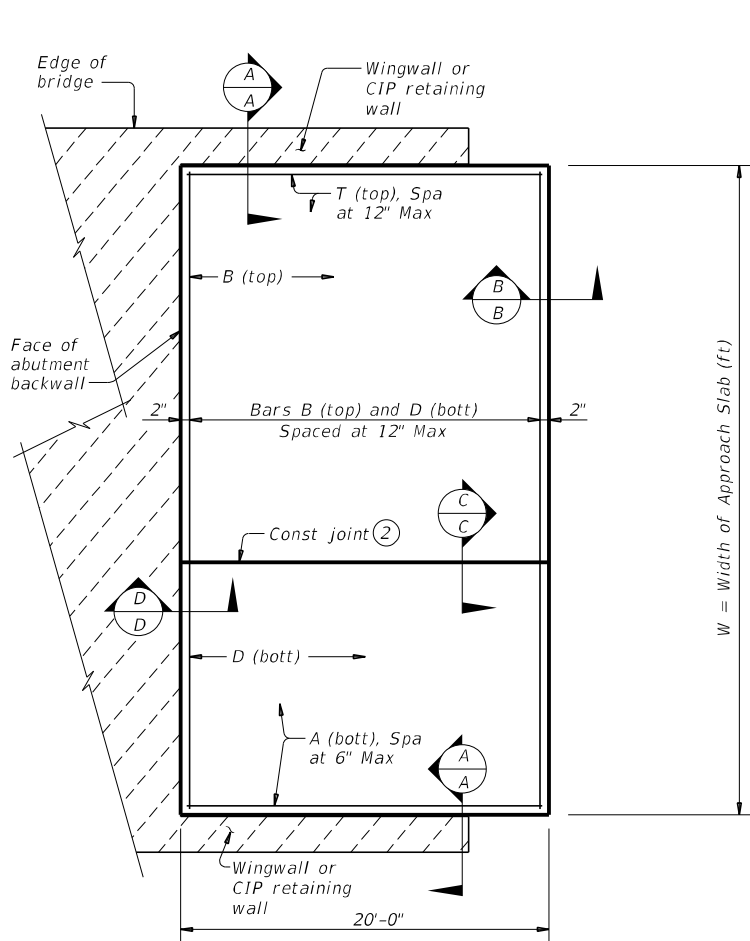 Edge of
bridge
A
A
Wingwall or
CIP retaining
wall
T (top), Spa
at 12" Max
B (top)
B
B
Face of
abutment
backwall
2"
Bars B (top) and D (bott)
Spaced at 12" Max
2"
W = Width of Approach Slab (ft)
C
C
Const joint 2
D
D
D (bott)
A (bott), Spa
at 6" Max
A
A
Wingwall or
CIP retaining
wall
20'-0"